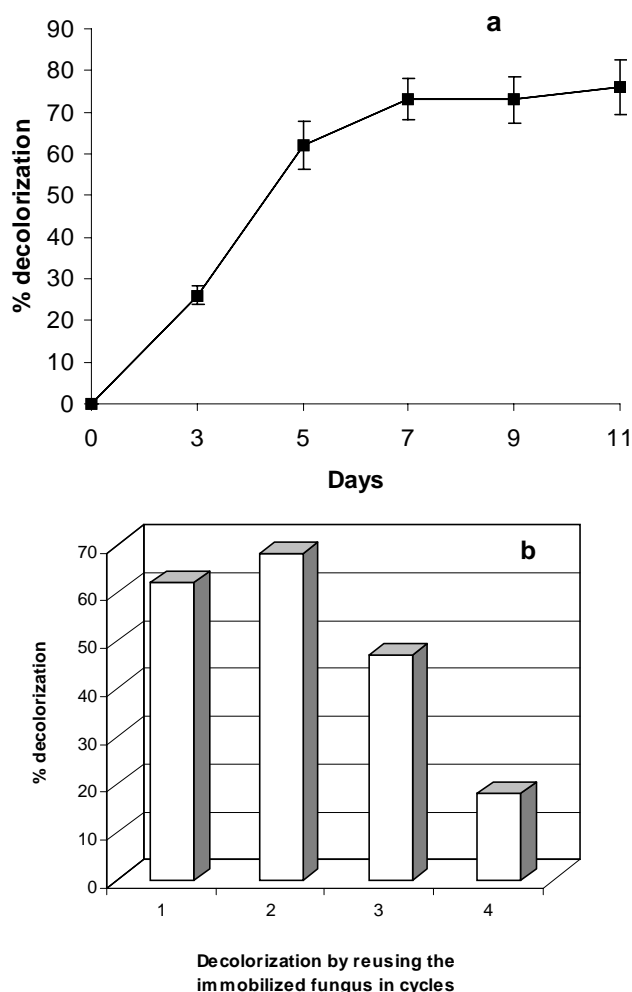 a
90
80
70
60
50
40
30
20
10
0
% decolorization
0 3 5 7 9 11
Days
b
70
60
50
40
30
20
10
0
% decolorization
1 2 3 4
Decolorization by reusing the
immobilized fungus in cycles